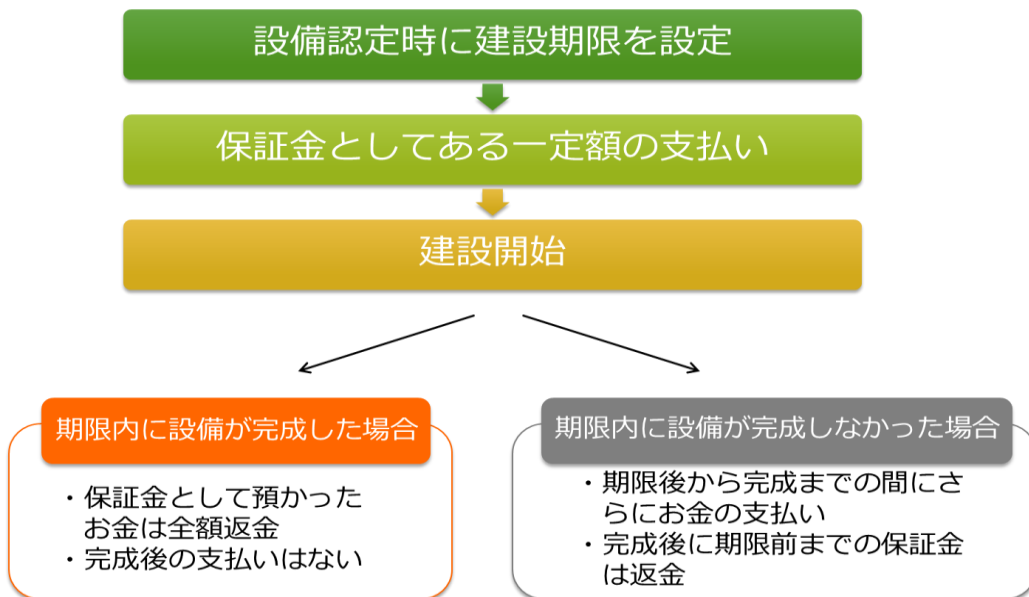 設備認定時に建設期限を設定
保証金としてある一定額の支払い
建設開始
期限内に設備が完成した場合
・保証金として預かった
お金は全額返金
・完成後の支払いはない
期限内に設備が完成しなかった場合
・期限後から完成までの間にさ
らにお金の支払い
・完成後に期限前までの保証金
は返金